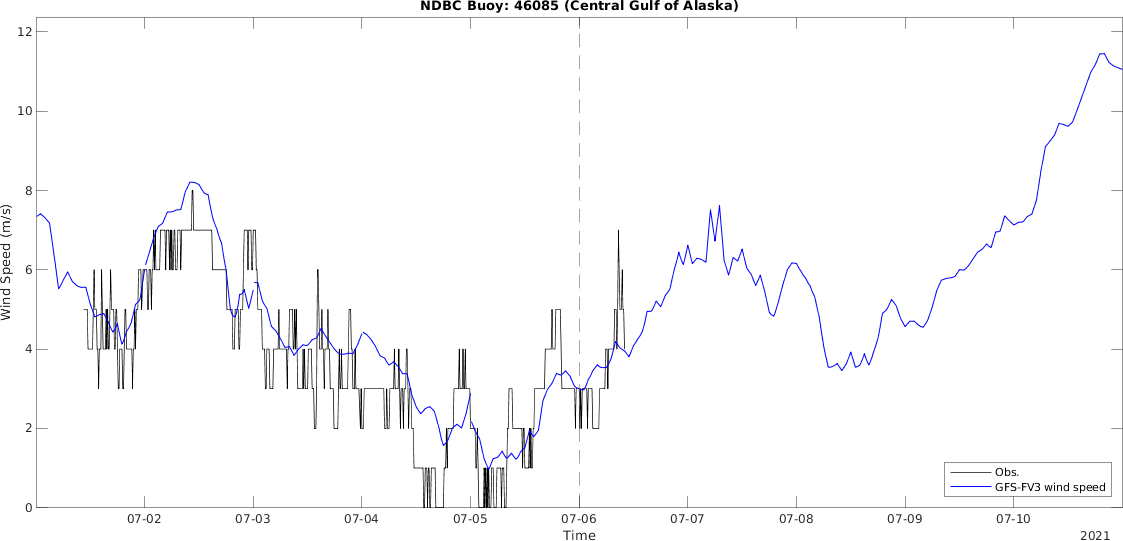 NDBC Buoy: 46085 (Central Gulf of Alaska)
12
10
8
6
4
2
0
Wind Speed (m/s)
Obs.
GFS-FV3 wind speed
07-02 07-03 07-04 07-05 07-06 07-07 07-08 07-09 07-10
Time
2021